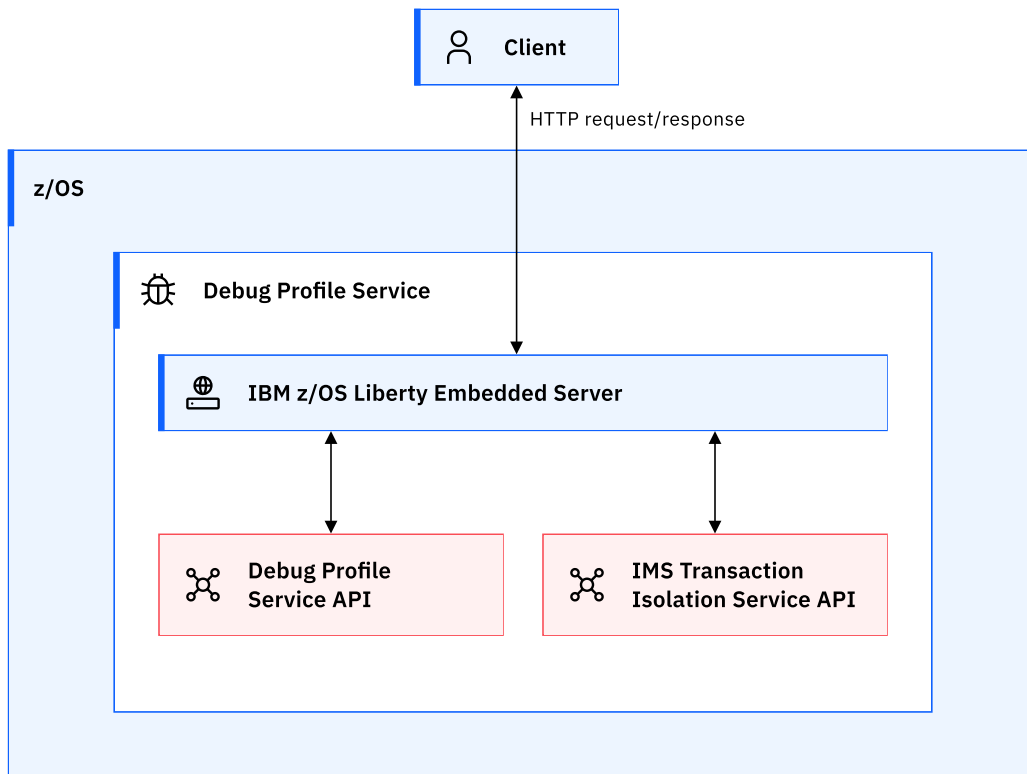 Client
HTTP request/response
z/OS
Debug Profile Service
IBM z/OS Liberty Embedded Server
Debug Profile
Service API
IMS Transaction
Isolation Service API